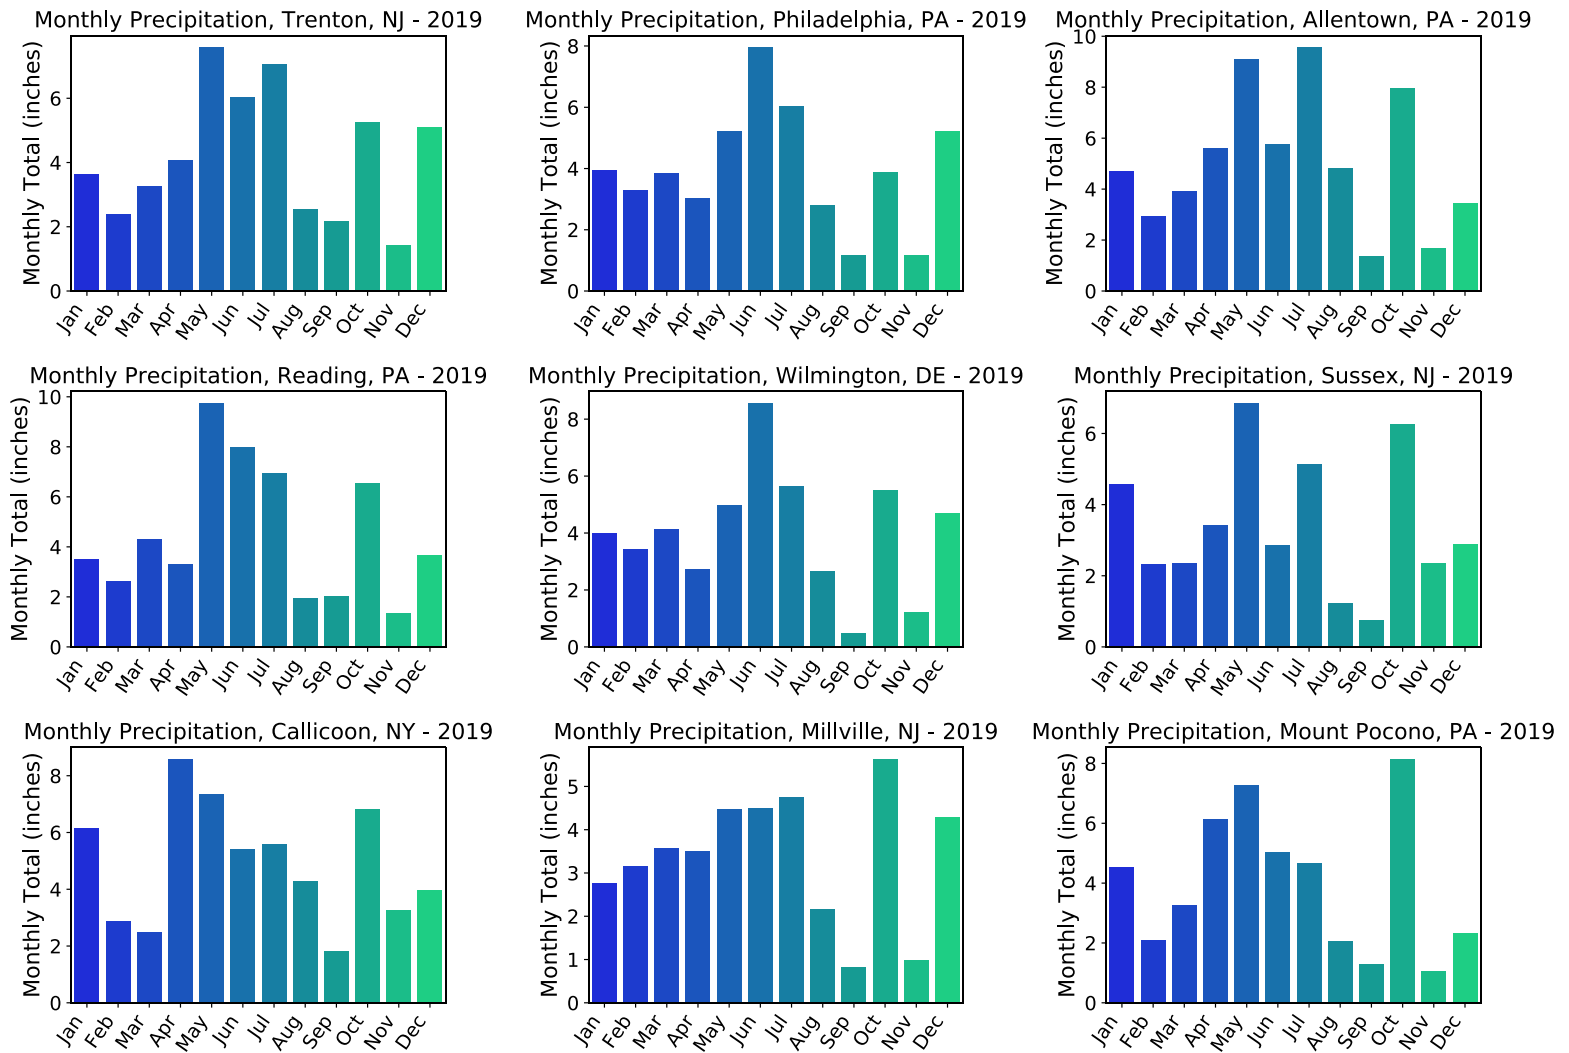 Monthly Precipitation, Trenton, NJ - 2019
Monthly Total (inches)
6
4
2
0
Jan Feb Mar Apr May Jun Jul Aug Sep Oct Nov Dec
Monthly Precipitation, Philadelphia, PA - 2019
Monthly Total (inches)
8
6
4
2
0
Jan Feb Mar Apr May Jun Jul Aug Sep Oct Nov Dec
Monthly Precipitation, Allentown, PA - 2019
Monthly Total (inches)
10
8
6
4
2
0
Jan Feb Mar Apr May Jun Jul Aug Sep Oct Nov Dec
Monthly Precipitation, Reading, PA - 2019
Monthly Total (inches)
10
8
6
4
2
0
Jan Feb Mar Apr May Jun Jul Aug Sep Oct Nov Dec
Monthly Precipitation, Wilmington, DE - 2019
Monthly Total (inches)
8
6
4
2
0
Jan Feb Mar Apr May Jun Jul Aug Sep Oct Nov Dec
Monthly Precipitation, Sussex, NJ - 2019
Monthly Total (inches)
6
4
2
0
Jan Feb Mar Apr May Jun Jul Aug Sep Oct Nov Dec
Monthly Precipitation, Callicoon, NY - 2019
Monthly Total (inches)
8
6
4
2
0
Jan Feb Mar Apr May Jun Jul Aug Sep Oct Nov Dec
Monthly Precipitation, Millville, NJ - 2019
Monthly Total (inches)
5
4
3
2
1
0
Jan Feb Mar Apr May Jun Jul Aug Sep Oct Nov Dec
Monthly Precipitation, Mount Pocono, PA - 2019
Monthly Total (inches)
8
6
4
2
0
Jan Feb Mar Apr May Jun Jul Aug Sep Oct Nov Dec